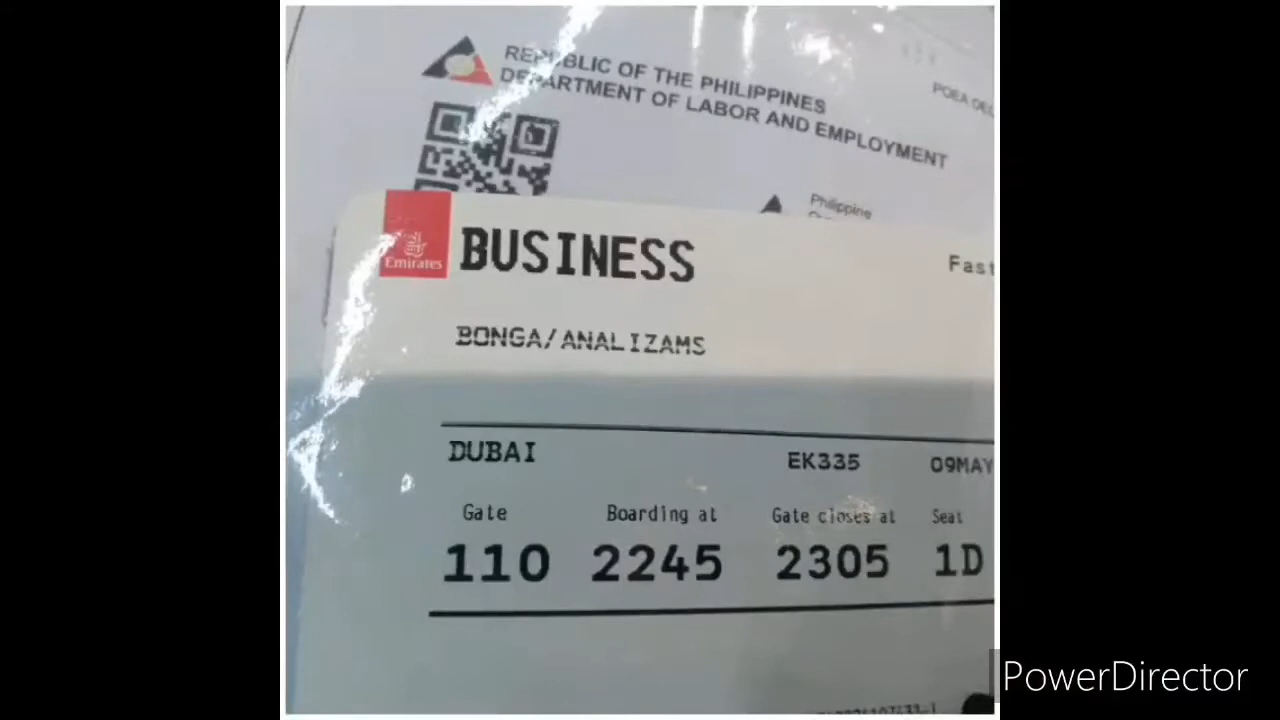 REPUBLIC OF THE PHILIPPINES
DEPARTMENT OF LABOR AND EMPLOYMENT
POEA
Philippine
Emirates
BUSINESS
Fast
BONGA/ANALIZAMS
DUBAI EK335 09MAY
Gate Boarding at Gate closes at Seat
110 2245 2305 1D
PowerDirector